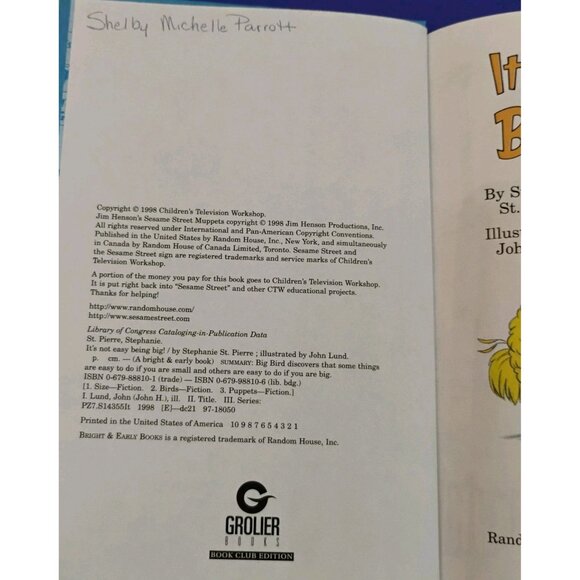 Shelby Michelle Parrott
Copyright © 1998 Children's Television Workshop.
Jim Henson's Sesame Street Muppets copyright © 1998 Jim Henson Productions, Inc.
All rights reserved under International and Pan-American Copyright Conventions.
Published in the United States by Random House, Inc., New York, and simultaneously
in Canada by Random House of Canada Limited, Toronto. Sesame Street and
the Sesame Street sign are registered trademarks and service marks of Children's
Television Workshop.
A portion of the money you pay for this book goes to Children's Television Workshop.
It is put right back into "Sesame Street" and other CTW educational projects.
Thanks for helping!
http://www.randomhouse.com/
http://www.sesamestreet.com
Library of Congress Cataloging-in-Publication Data
St. Pierre, Stephanie.
It's not easy being big! / by Stephanie St. Pierre ; illustrated by John Lund.
p. cm. — (A bright & early book) SUMMARY: Big Bird discovers that some things
are easy to do if you are small and others are easy to do if you are big.
ISBN 0-679-88810-1 (trade) — ISBN 0-679-98810-6 (lib. bdg.)
[1. Size—Fiction. 2. Birds—Fiction. 3. Puppets—Fiction.]
I. Lund, John (John H.), ill. II. Title. III. Series:
PZ7.S14355It 1998 [E]—dc21 97-18050
Printed in the United States of America 10 9 8 7 6 5 4 3 2 1
BRIGHT & EARLY BOOKS is a registered trademark of Random House, Inc.
G
GROLIER
BOOKS
BOOK CLUB EDITION
It
B
By S
St.
Illust
John
Rand